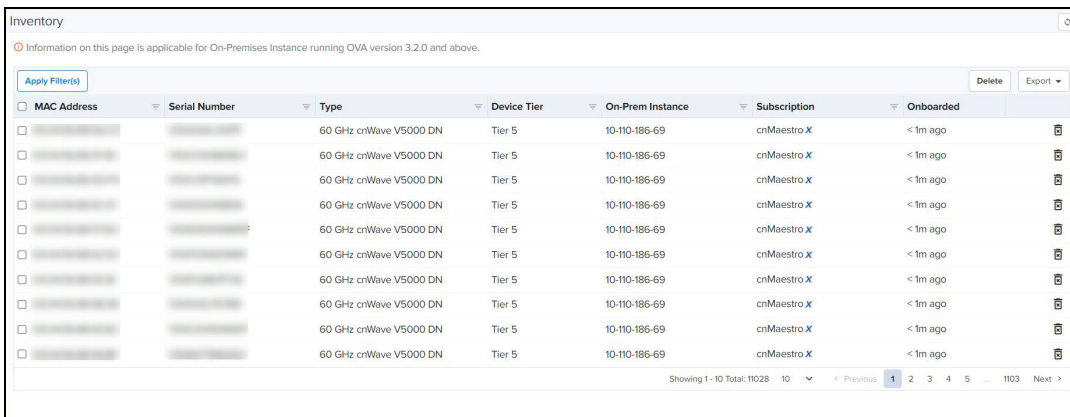 Inventory
Information on this page is applicable for On-Premises Instance running OVA version 3.2.0 and above.
Apply Filter(s) Delete Export
MAC Address Serial Number Type Device Tier On-Prem Instance Subscription Onboarded
60 GHz cnWave V5000 DN Tier 5 10-110-186-69 cnMaestro X < 1m ago
60 GHz cnWave V5000 DN Tier 5 10-110-186-69 cnMaestro X < 1m ago
60 GHz cnWave V5000 DN Tier 5 10-110-186-69 cnMaestro X < 1m ago
60 GHz cnWave V5000 DN Tier 5 10-110-186-69 cnMaestro X < 1m ago
60 GHz cnWave V5000 DN Tier 5 10-110-186-69 cnMaestro X < 1m ago
60 GHz cnWave V5000 DN Tier 5 10-110-186-69 cnMaestro X < 1m ago
60 GHz cnWave V5000 DN Tier 5 10-110-186-69 cnMaestro X < 1m ago
60 GHz cnWave V5000 DN Tier 5 10-110-186-69 cnMaestro X < 1m ago
60 GHz cnWave V5000 DN Tier 5 10-110-186-69 cnMaestro X < 1m ago
60 GHz cnWave V5000 DN Tier 5 10-110-186-69 cnMaestro X < 1m ago
Showing 1 - 10 Total: 11028 10 < Previous 1 2 3 4 5 ... 1103 Next >